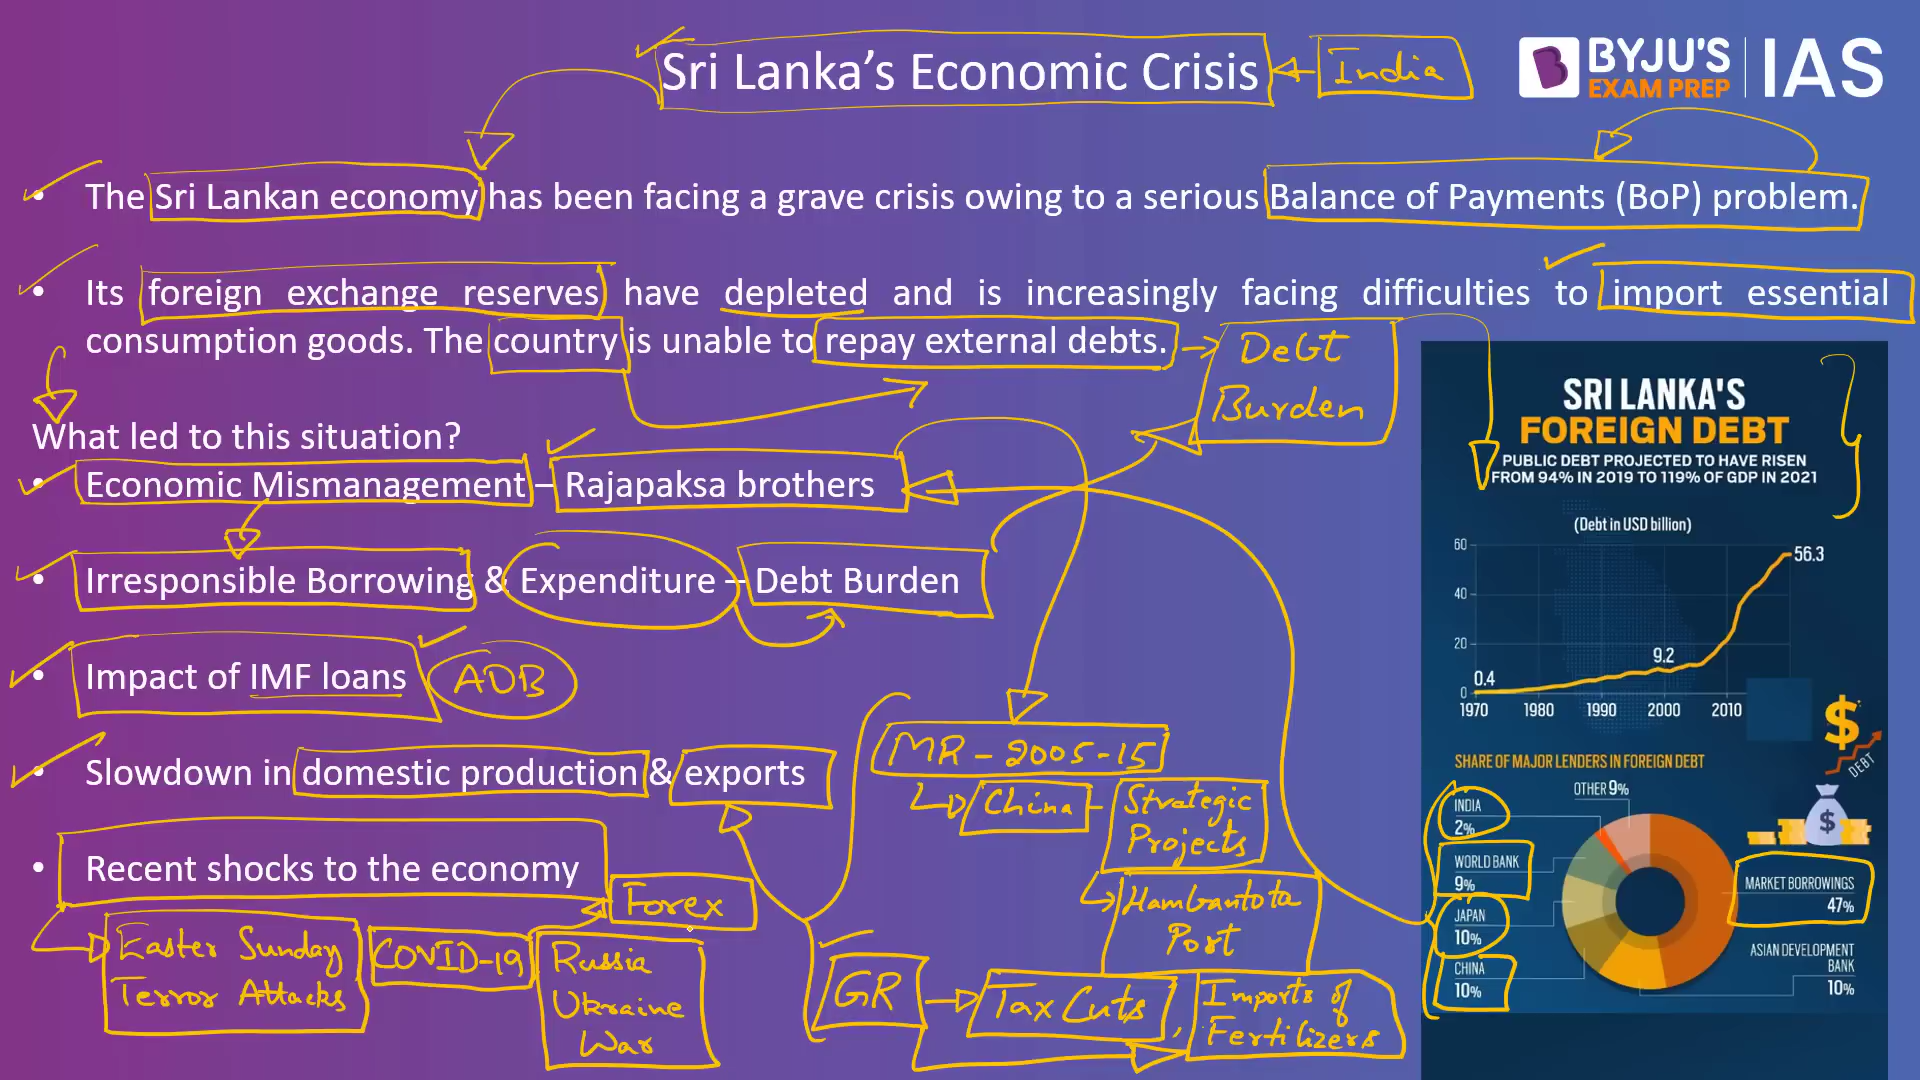 Sri Lanka's Economic Crisis
India
BYJU'S
EXAM PREP
IAS
• The Sri Lankan economy has been facing a grave crisis owing to a serious Balance of Payments (BoP) problem.
• Its foreign exchange reserves have depleted and is increasingly facing difficulties to import essential
consumption goods. The country is unable to repay external debts.
Debt
Burden
What led to this situation?
• Economic Mismanagement – Rajapaksa brothers
• Irresponsible Borrowing & Expenditure – Debt Burden
• Impact of IMF loans
ADB
• Slowdown in domestic production & exports
• Recent shocks to the economy
Forex
Easter Sunday
Terror Attacks
COVID-19
Russia
Ukraine
War
MR - 2005-15
China - Strategic
Projects
Hambantota
Port
GR
Tax Cuts,
Imports of
Fertilizers
SRI LANKA'S
FOREIGN DEBT
PUBLIC DEBT PROJECTED TO HAVE RISEN
FROM 94% IN 2019 TO 119% OF GDP IN 2021
(Debt in USD billion)
60
40
20
0
0.4
9.2
56.3
1970 1980 1990 2000 2010
$
DEBT
SHARE OF MAJOR LENDERS IN FOREIGN DEBT
OTHER 9%
INDIA
2%
WORLD BANK
9%
JAPAN
10%
CHINA
10%
$
MARKET BORROWINGS
47%
ASIAN DEVELOPMENT
BANK
10%